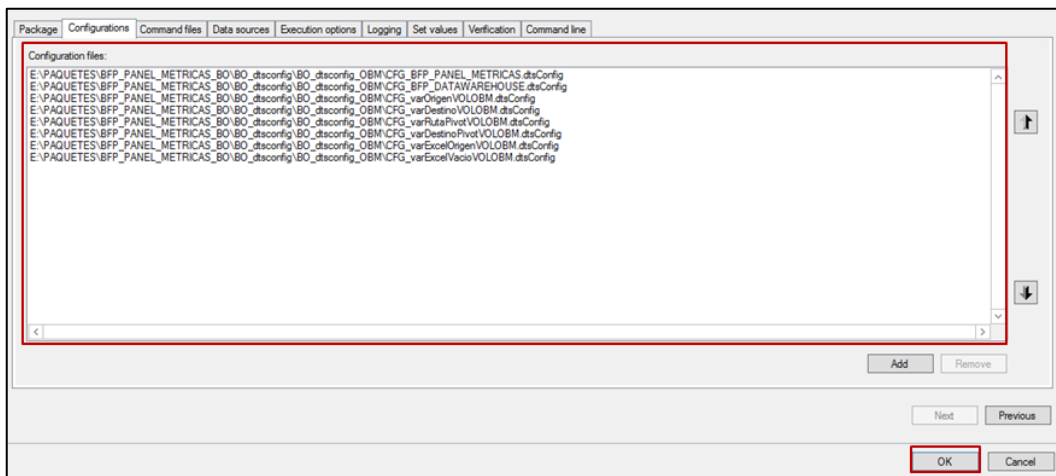 Package Configurations Command files Data sources Execution options Logging Set values Verification Command line
Configuration files:
E:\PAQUETES\BFP_PANEL_METRICAS_BO\BO_dtsconfig\BO_dtsconfig_OBM\CFG_BFP_PANEL_METRICAS.dtsConfig
E:\PAQUETES\BFP_PANEL_METRICAS_BO\BO_dtsconfig\BO_dtsconfig_OBM\CFG_BFP_DATAWAREHOUSE.dtsConfig
E:\PAQUETES\BFP_PANEL_METRICAS_BO\BO_dtsconfig\BO_dtsconfig_OBM\CFG_varOrigenVOLOBM.dtsConfig
E:\PAQUETES\BFP_PANEL_METRICAS_BO\BO_dtsconfig\BO_dtsconfig_OBM\CFG_varDestinoVOLOBM.dtsConfig
E:\PAQUETES\BFP_PANEL_METRICAS_BO\BO_dtsconfig\BO_dtsconfig_OBM\CFG_varRutaPivotVOLOBM.dtsConfig
E:\PAQUETES\BFP_PANEL_METRICAS_BO\BO_dtsconfig\BO_dtsconfig_OBM\CFG_varDestinoPivotVOLOBM.dtsConfig
E:\PAQUETES\BFP_PANEL_METRICAS_BO\BO_dtsconfig\BO_dtsconfig_OBM\CFG_varExcelOrigenVOLOBM.dtsConfig
E:\PAQUETES\BFP_PANEL_METRICAS_BO\BO_dtsconfig\BO_dtsconfig_OBM\CFG_varExcelVacioVOLOBM.dtsConfig
Add Remove
Next Previous
OK Cancel